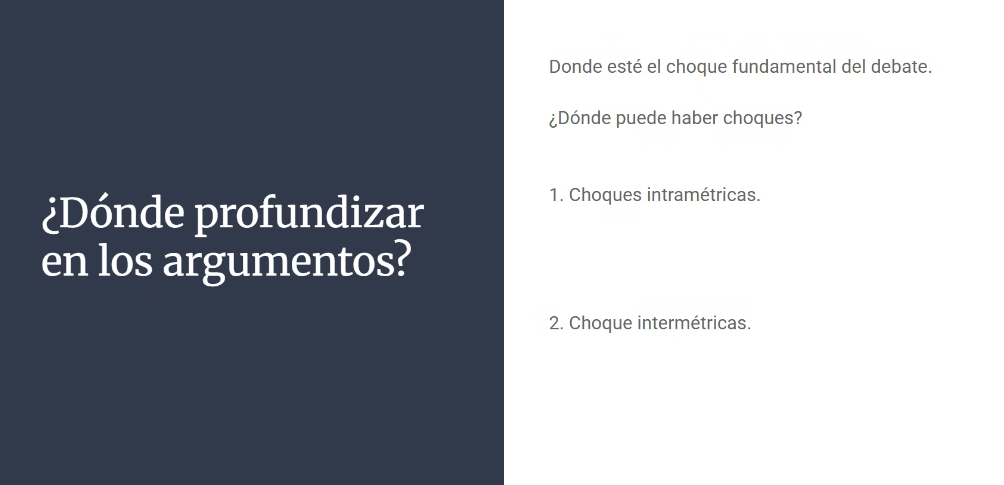 ¿Dónde profundizar
en los argumentos?
Donde esté el choque fundamental del debate.
¿Dónde puede haber choques?
1. Choques intramétricas.
2. Choque intermétricas.